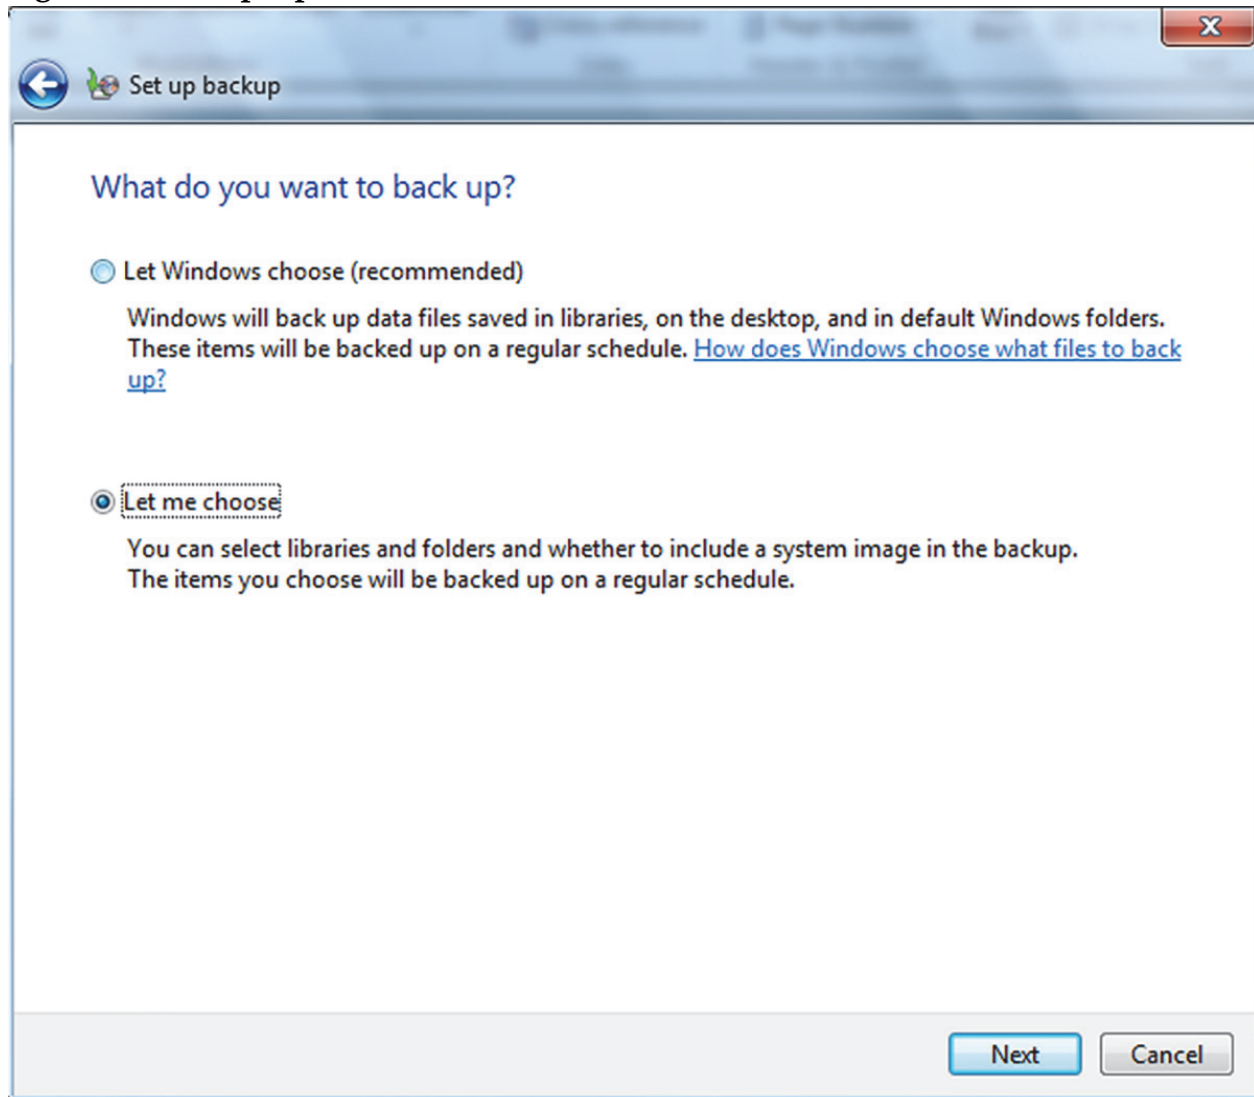 Set up backup
What do you want to back up?
Let Windows choose (recommended)
Windows will back up data files saved in libraries, on the desktop, and in default Windows folders.
These items will be backed up on a regular schedule. How does Windows choose what files to back
up?
Let me choose
You can select libraries and folders and whether to include a system image in the backup.
The items you choose will be backed up on a regular schedule.
Next Cancel